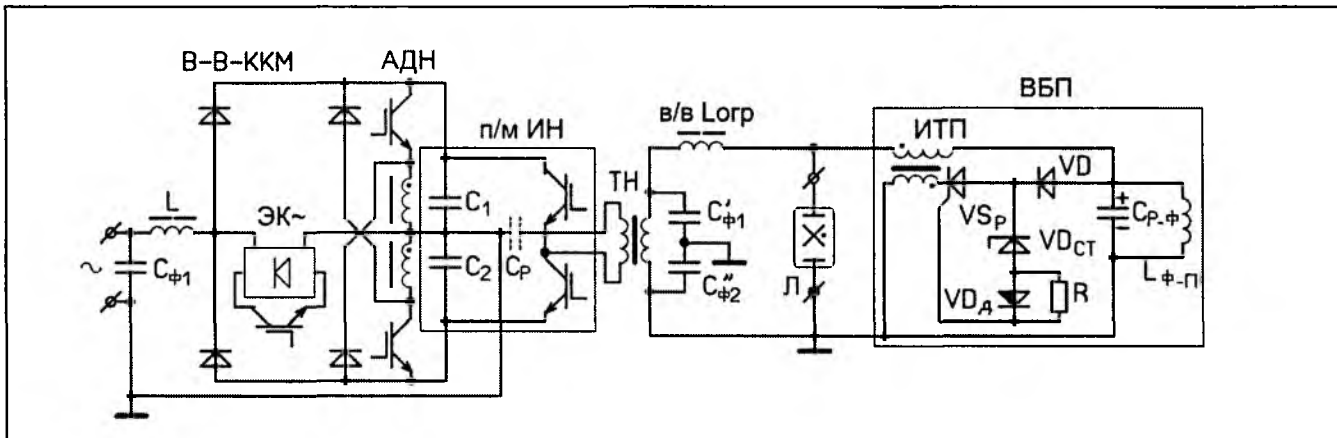 В-В-ККМ
АДН
п/м ИН
в/в Lогр
ВБП
ИТП
L
ЭК~
~
Cф1
C1
C2
Cр
ТН
C'ф1
C''ф2
Л
VD
VSр
VDст
VDд
R
+
−
Cр-ф
Lф-п